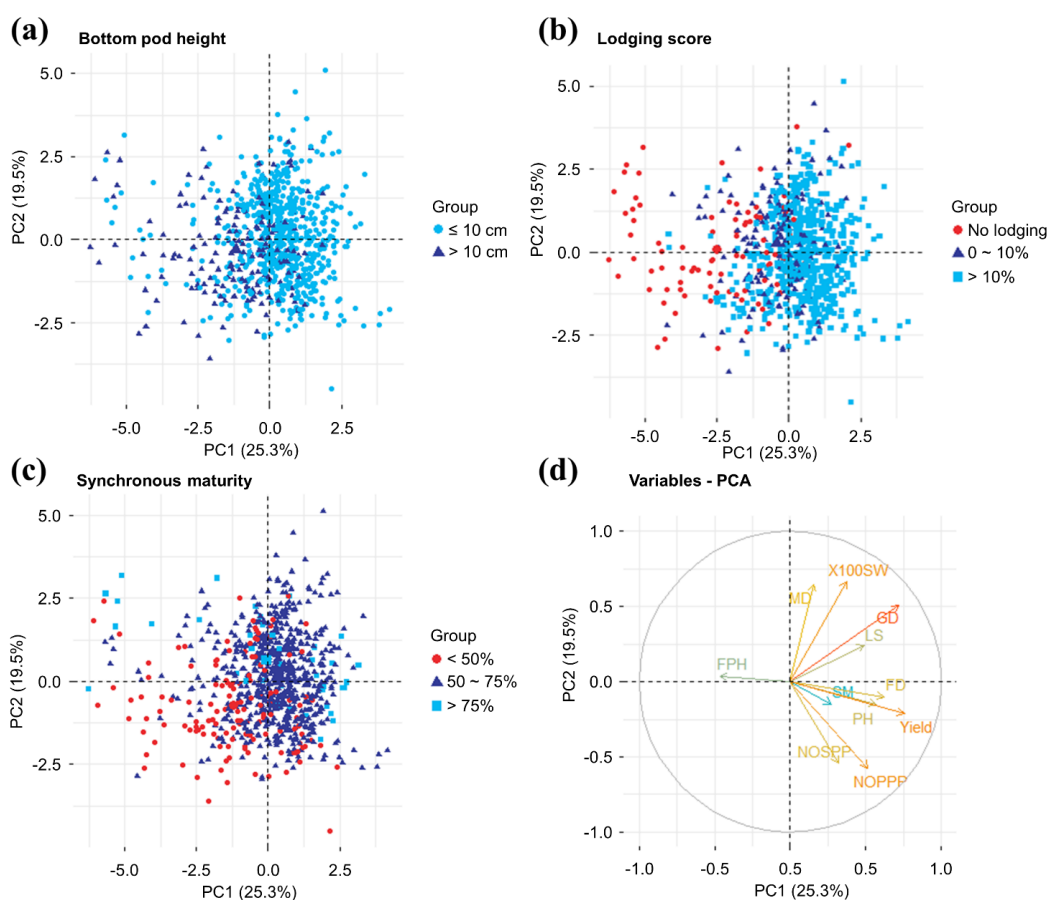 (a)
Bottom pod height
5.0
2.5
0.0
-2.5
PC2 (19.5%)
-5.0 -2.5 0.0 2.5
PC1 (25.3%)
Group
≤ 10 cm
> 10 cm
(b)
Lodging score
5.0
2.5
0.0
-2.5
PC2 (19.5%)
-5.0 -2.5 0.0 2.5
PC1 (25.3%)
Group
No lodging
0 ~ 10%
> 10%
(c)
Synchronous maturity
5.0
2.5
0.0
-2.5
PC2 (19.5%)
-5.0 -2.5 0.0 2.5
PC1 (25.3%)
Group
< 50%
50 ~ 75%
> 75%
(d)
Variables - PCA
1.0
0.5
0.0
-0.5
-1.0
PC2 (19.5%)
X100SW
MD
GD
LS
FPH
FD
SM
PH
Yield
NOSPP
NOPPP
-1.0 -0.5 0.5 0.5 1.0
PC1 (25.3%)